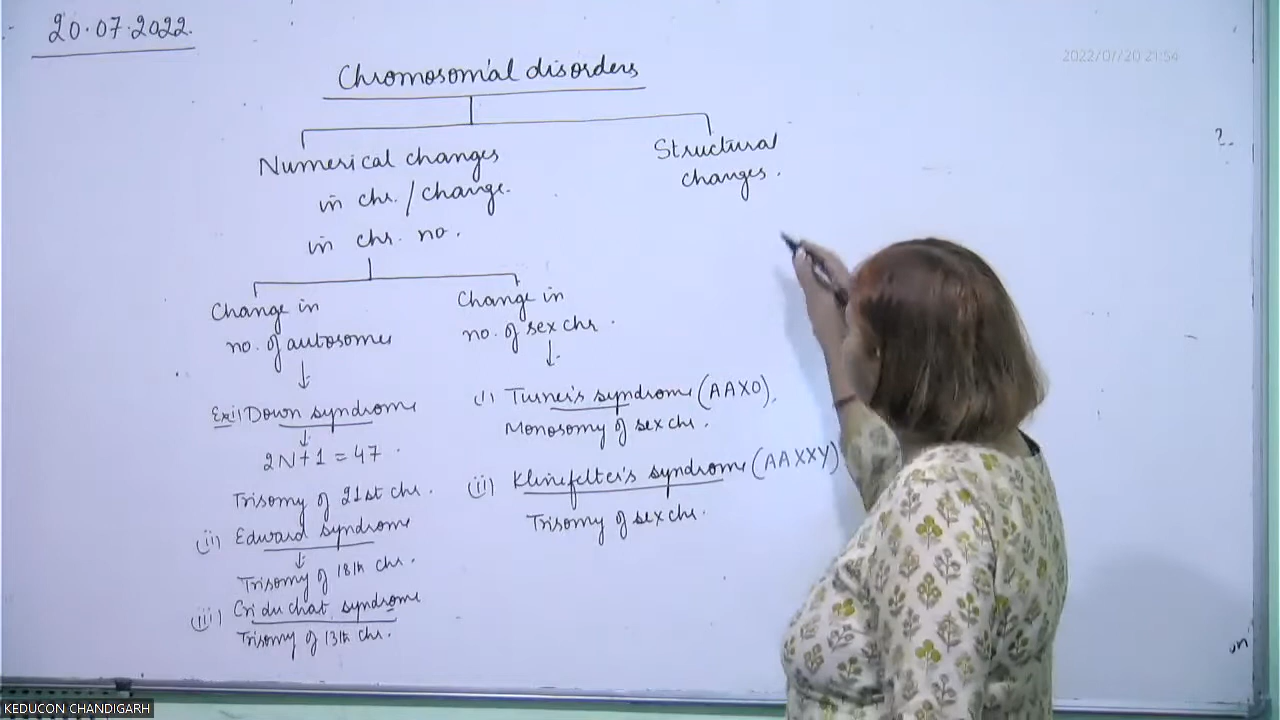 20.07.2022.
2022/07/20 21:54
Chromosomal disorders
Numerical changes
in chr./change.
in chr. no.
Structural
changes.
?
Change in
no. of autosomes
Change in
no. of sex chr.
Ex:i) Down syndrome
2N+1 = 47.
Trisomy of 21st chr.
(ii) Edward syndrome
Trisomy of 18th chr.
(iii) Cri du chat syndrome
Trisomy of 13th chr.
(i) Turner's syndrome (AAXO),
Monosomy of sex chr.
(ii) Klinefelter's syndrome (AAXXY)
Trisomy of sex chr.
on
KEDUCON CHANDIGARH